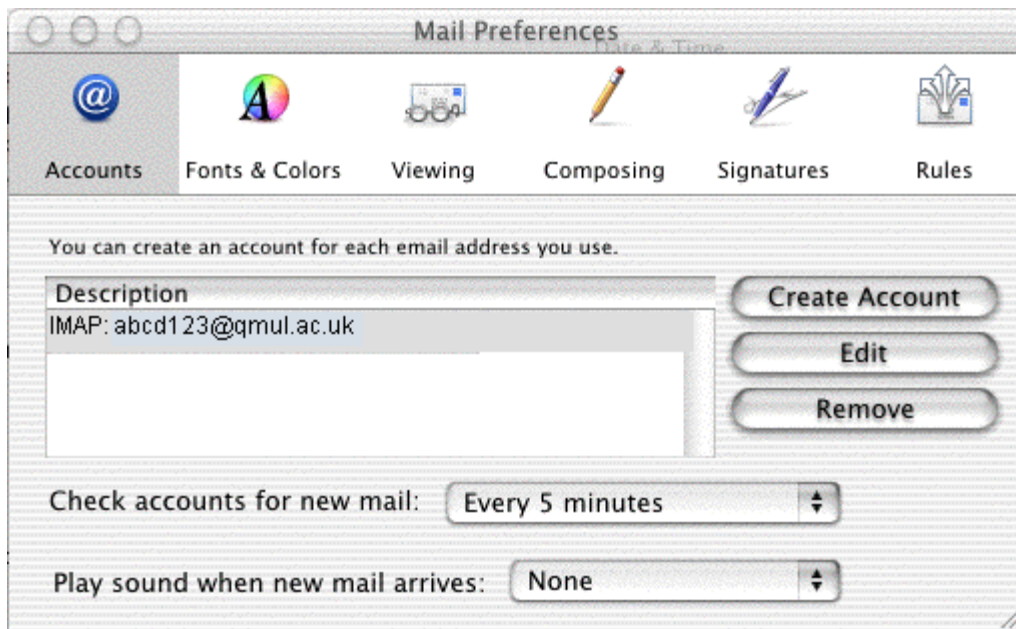 Mail Preferences
Date & Time
Accounts
Fonts & Colors
Viewing
Composing
Signatures
Rules
You can create an account for each email address you use.
Description
IMAP: abcd123@qmul.ac.uk
Create Account
Edit
Remove
Check accounts for new mail: Every 5 minutes
Play sound when new mail arrives: None